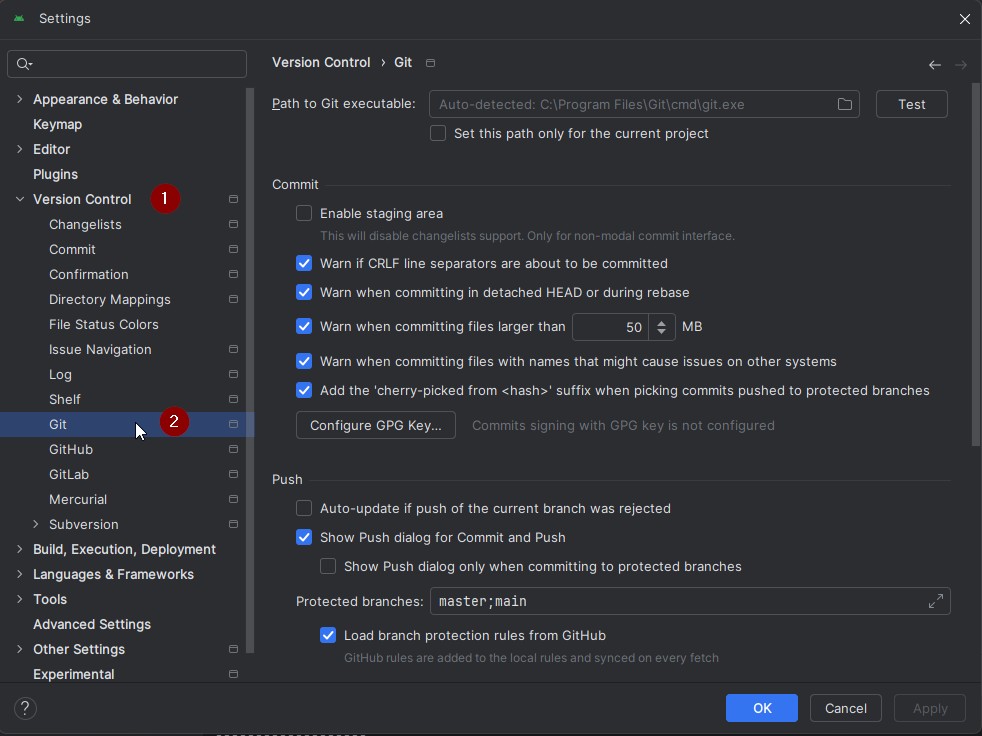 Settings
Appearance & Behavior
Keymap
Editor
Plugins
Version Control 1
Changelists
Commit
Confirmation
Directory Mappings
File Status Colors
Issue Navigation
Log
Shelf
Git 2
GitHub
GitLab
Mercurial
Subversion
Build, Execution, Deployment
Languages & Frameworks
Tools
Advanced Settings
Other Settings
Experimental
?
Version Control › Git
Path to Git executable: Auto-detected: C:\Program Files\Git\cmd\git.exe Test
Set this path only for the current project
Commit
Enable staging area
This will disable changelists support. Only for non-modal commit interface.
Warn if CRLF line separators are about to be committed
Warn when committing in detached HEAD or during rebase
Warn when committing files larger than 50 MB
Warn when committing files with names that might cause issues on other systems
Add the 'cherry-picked from <hash>' suffix when picking commits pushed to protected branches
Configure GPG Key... Commits signing with GPG key is not configured
Push
Auto-update if push of the current branch was rejected
Show Push dialog for Commit and Push
Show Push dialog only when committing to protected branches
Protected branches: master;main
Load branch protection rules from GitHub
GitHub rules are added to the local rules and synced on every fetch
OK Cancel Apply